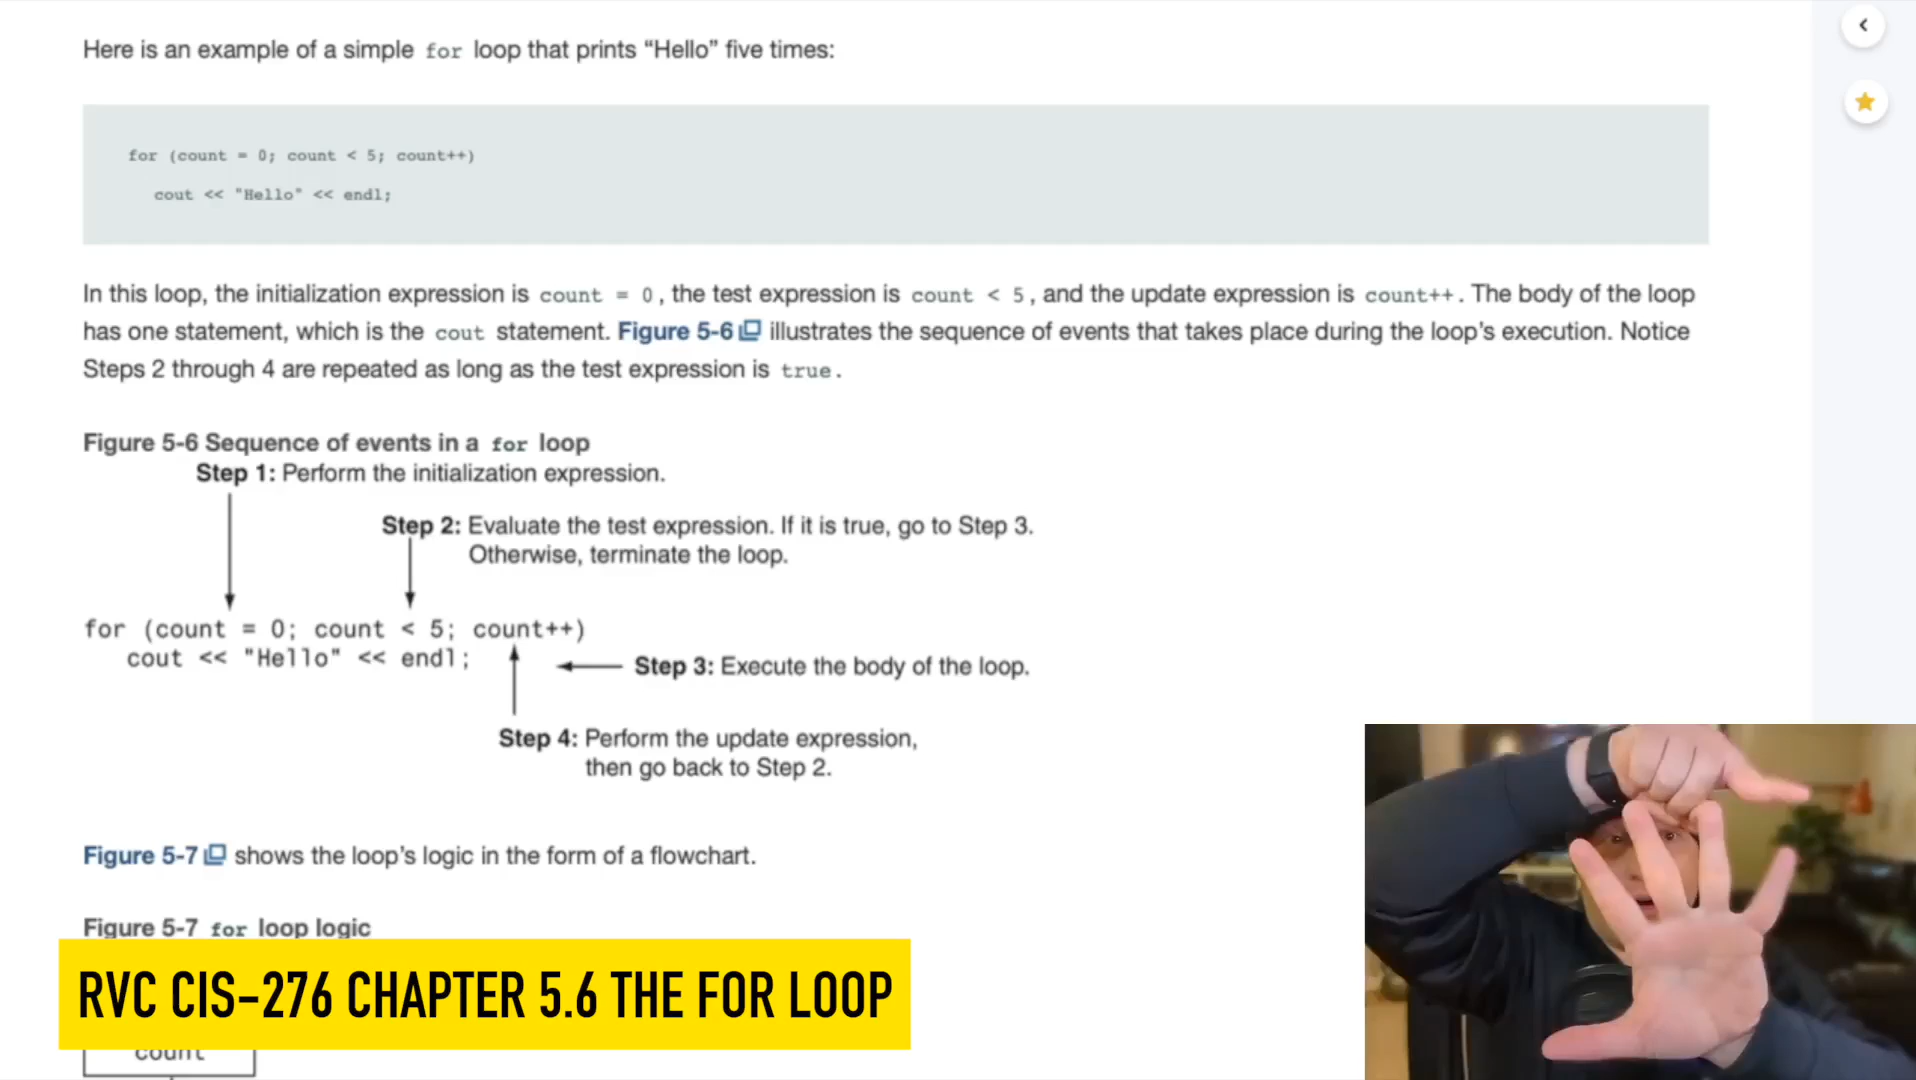 Here is an example of a simple for loop that prints “Hello” five times:
for (count = 0; count < 5; count++)
cout << "Hello" << endl;
In this loop, the initialization expression is count = 0, the test expression is count < 5, and the update expression is count++. The body of the loop
has one statement, which is the cout statement. Figure 5-6 illustrates the sequence of events that takes place during the loop’s execution. Notice
Steps 2 through 4 are repeated as long as the test expression is true.
Figure 5-6 Sequence of events in a for loop
Step 1: Perform the initialization expression.
Step 2: Evaluate the test expression. If it is true, go to Step 3.
Otherwise, terminate the loop.
for (count = 0; count < 5; count++)
cout << "Hello" << endl;
Step 3: Execute the body of the loop.
Step 4: Perform the update expression,
then go back to Step 2.
Figure 5-7 shows the loop’s logic in the form of a flowchart.
Figure 5-7 for loop logic
RVC CIS-276 CHAPTER 5.6 THE FOR LOOP
count